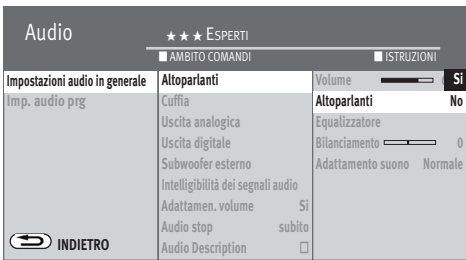 Audio
★★★ ESPERTI
AMBITO COMANDI
ISTRUZIONI
Impostazioni audio in generale
Imp. audio prg
INDIETRO
Altoparlanti
Cuffia
Uscita analogica
Uscita digitale
Subwoofer esterno
Intelligibilità dei segnali audio
Adattamen. volume Si
Audio stop subito
Audio Description
Volume
Si
Altoparlanti No
Equalizzatore
Bilanciamento 0
Adattamento suono Normale